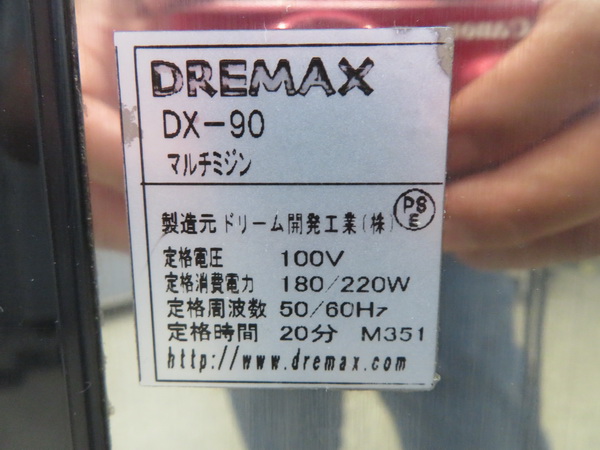 Canon
DREMAX
DX-90
マルチミジン
製造元 ドリーム開発工業(株) PSE
定格電圧 100V
定格消費電力 180/220W
定格周波数 50/60Hz
定格時間 20分 M351
http://www.dremax.com